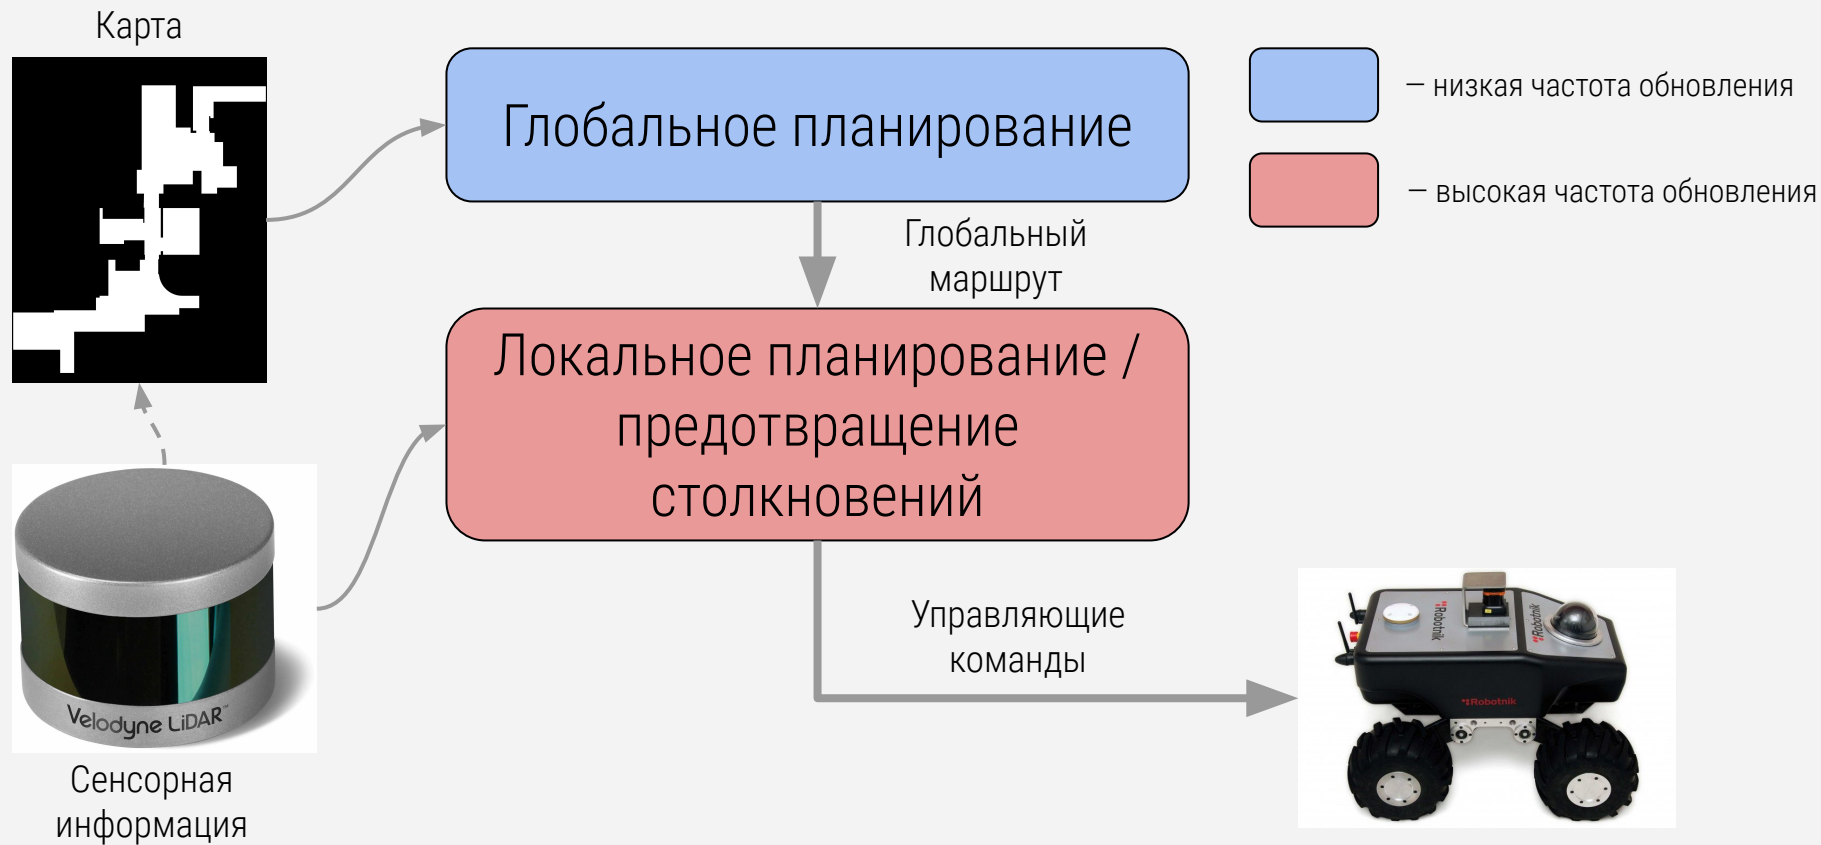 Карта
Глобальное планирование
— низкая частота обновления
— высокая частота обновления
Глобальный
маршрут
Локальное планирование /
предотвращение
столкновений
Управляющие
команды
Velodyne LiDAR™
Сенсорная
информация
Robotnik
Robotnik
Robotnik